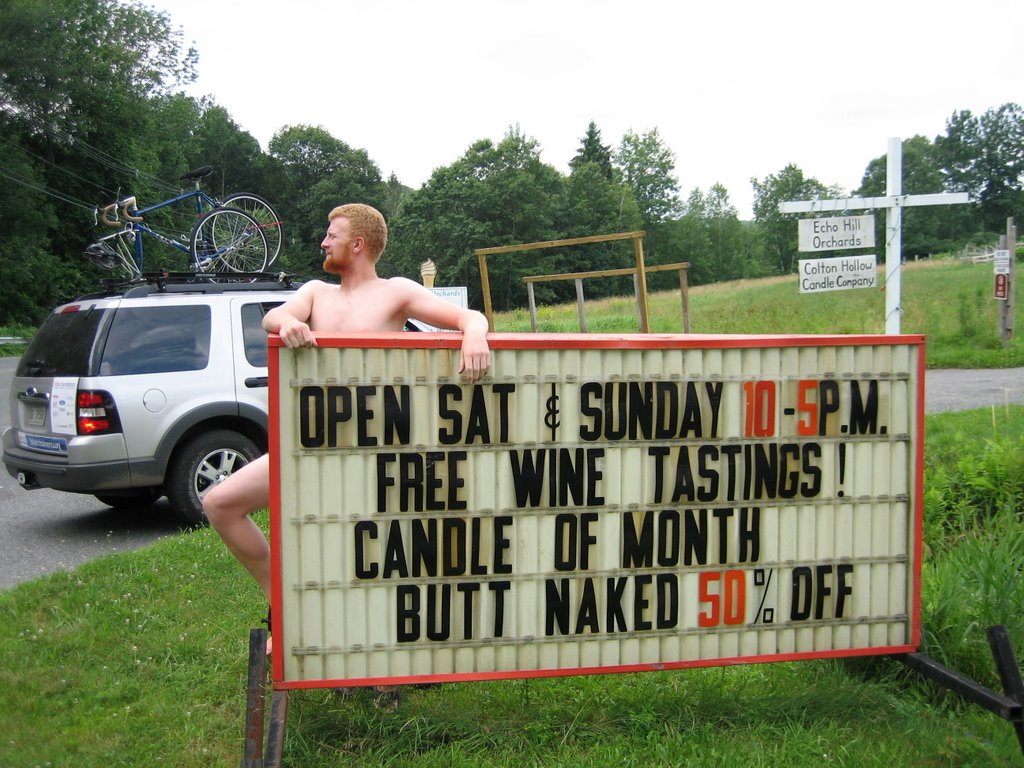 Echo Hill
Orchards
Colton Hollow
Candle Company
OPEN SAT & SUNDAY 10-5P.M.
FREE WINE TASTINGS!
CANDLE OF MONTH
BUTT NAKED 50% OFF